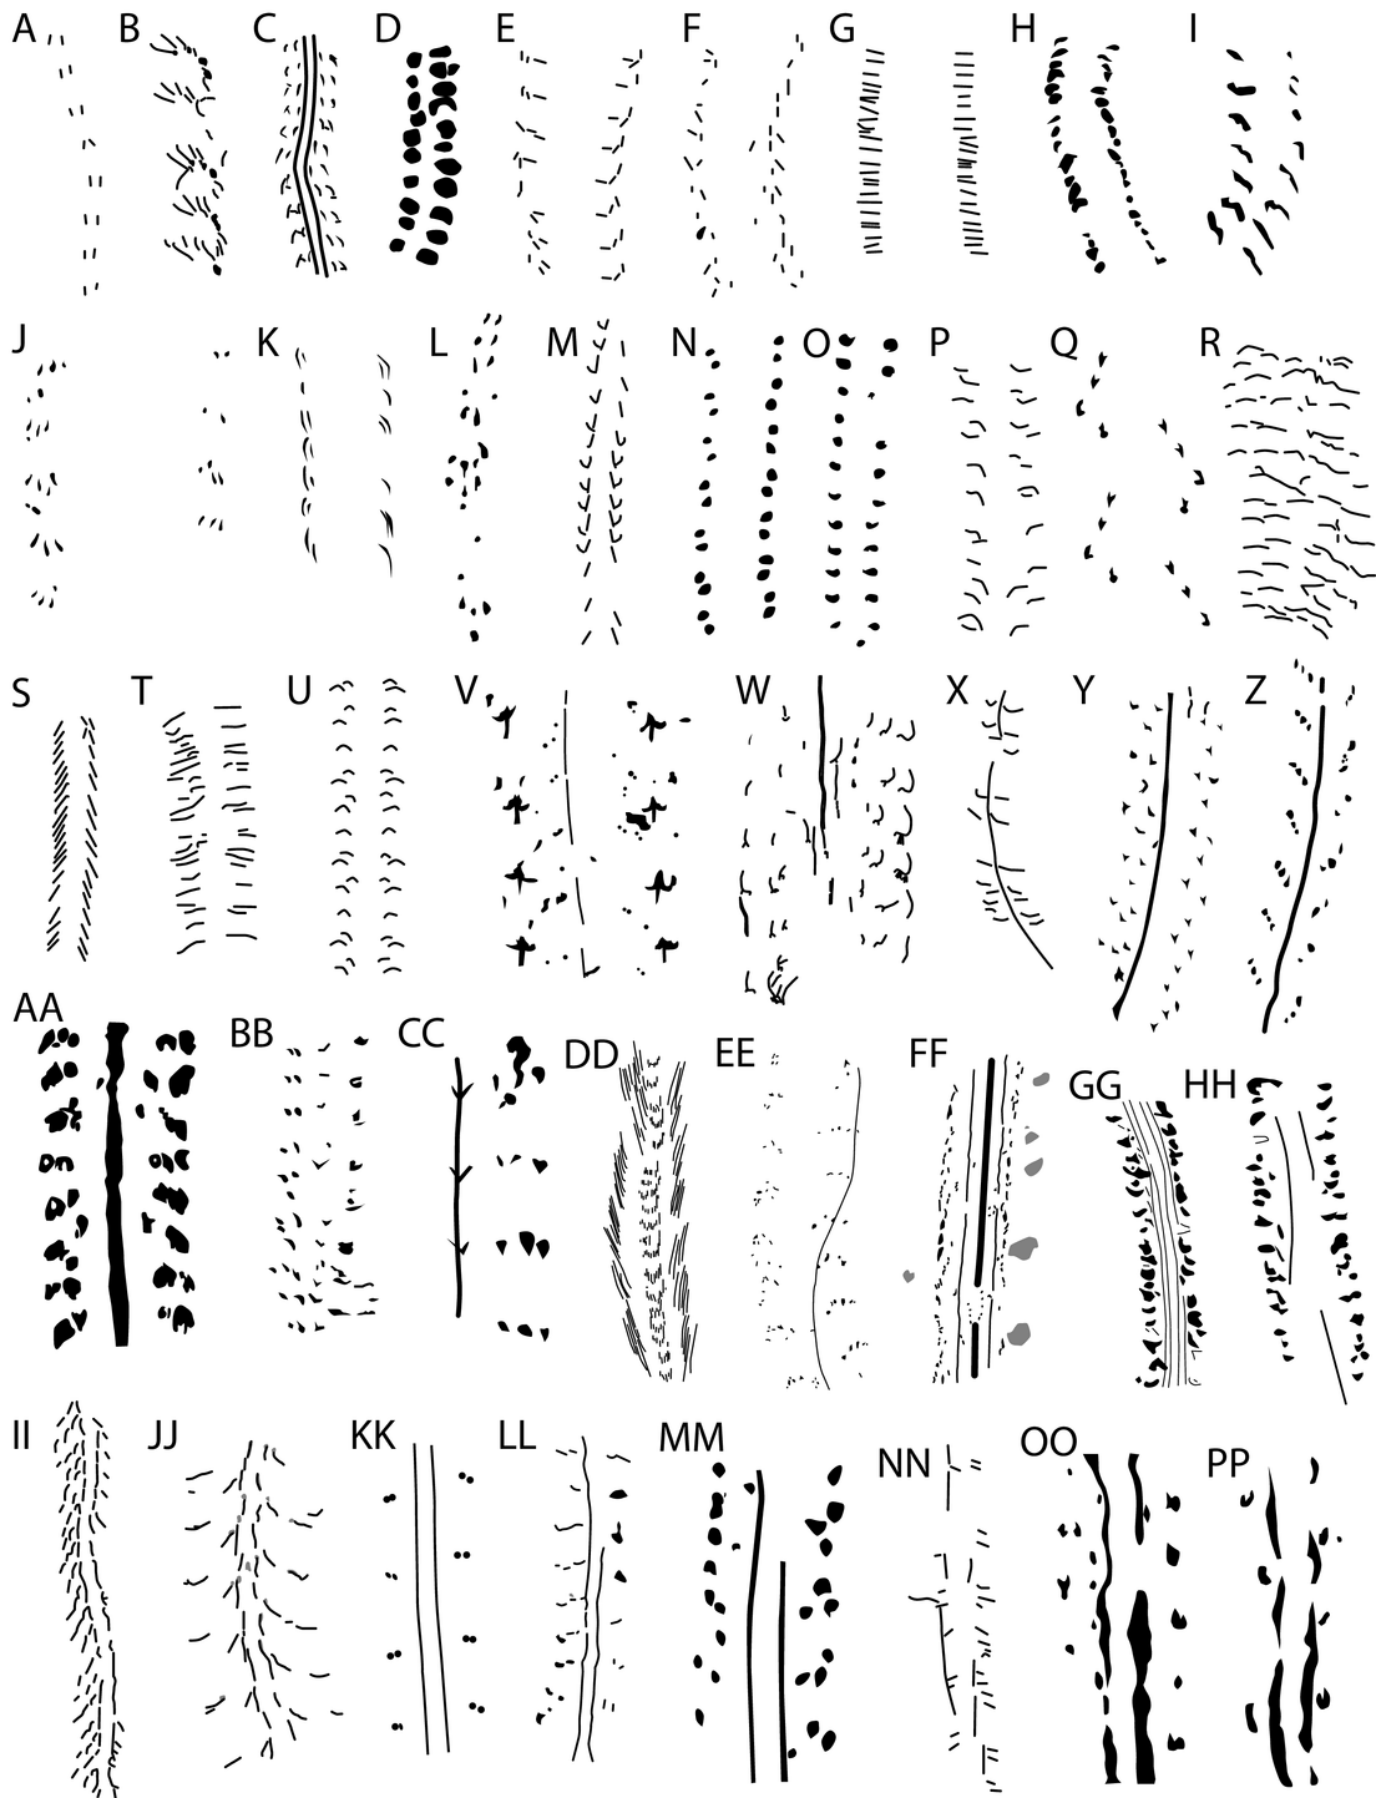 A B C D E F G H I
J K L M N O P Q R
S T U V W X Y Z
AA BB CC DD EE FF GG HH
II JJ KK LL MM NN OO PP